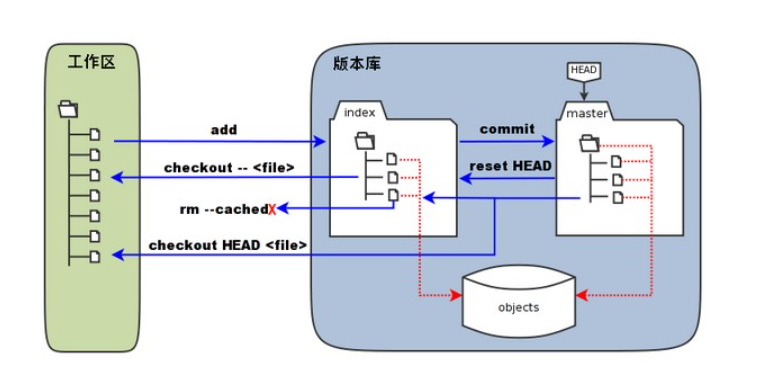 工作区
版本库
HEAD
index
master
add
commit
checkout -- <file>
reset HEAD
rm --cachedX
checkout HEAD <file>
objects